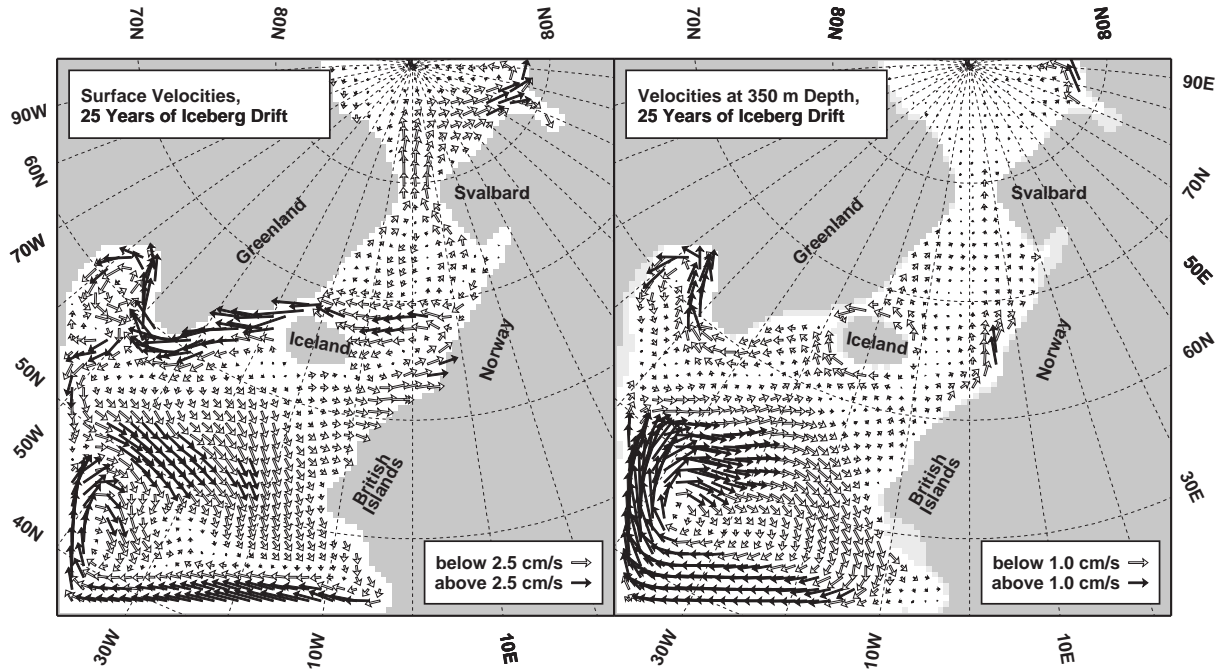 70N
80N
80N
70N
80N
80N
Surface Velocities,
25 Years of Iceberg Drift
Velocities at 350 m Depth,
25 Years of Iceberg Drift
90W
90E
60N
70N
Svalbard
Svalbard
Greenland
Greenland
70W
50E
Iceland
Norway
Iceland
Norway
60N
50N
50W
British
Islands
British
Islands
30E
40N
below 2.5 cm/s
above 2.5 cm/s
below 1.0 cm/s
above 1.0 cm/s
30W
10W
10E
30W
10W
10E